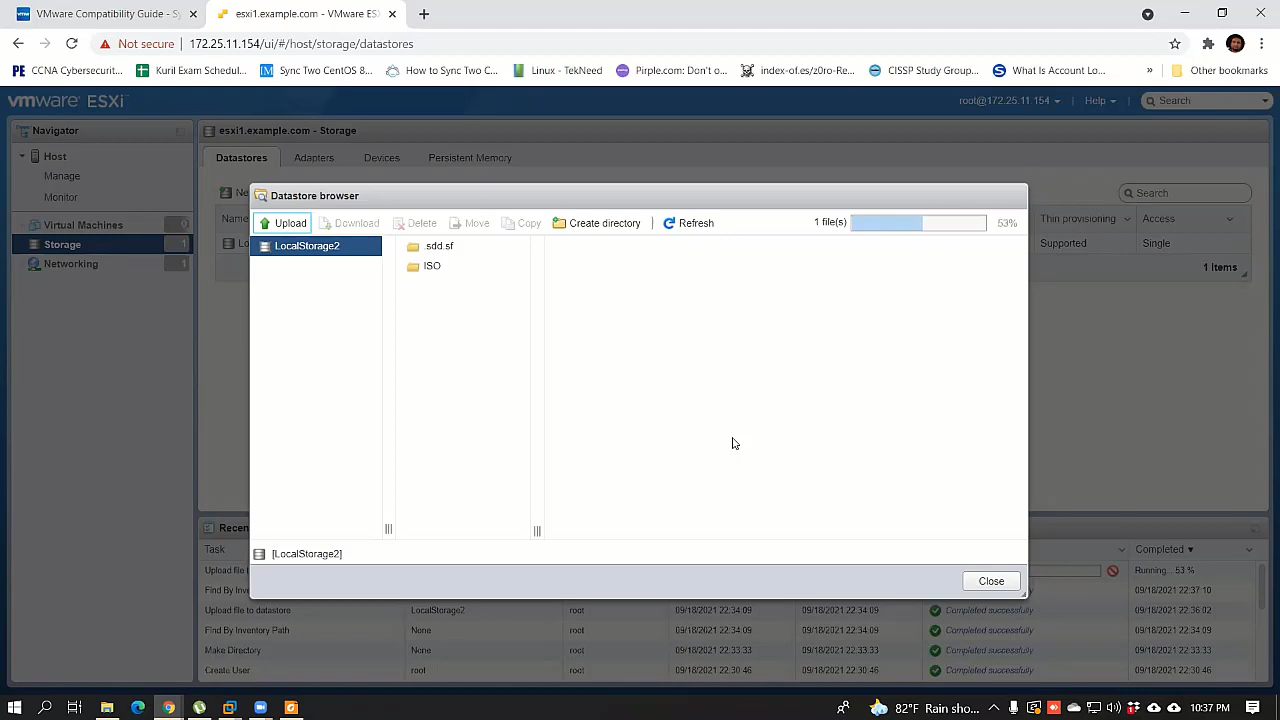 VMware Compatibility Guide - Sy
esxi1.example.com - VMware ES
Not secure
172.25.11.154/ui/#/host/storage/datastores
CCNA Cybersecurit...
Kuril Exam Schedul...
Sync Two CentOS 8...
How to Sync Two C...
Linux - TekNeed
Pirple.com: Don't o...
index-of.es/z0ro-Re...
CISSP Study Group...
What Is Account Lo...
Other bookmarks
vmware ESXi
root@172.25.11.154
Help
Search
Navigator
esxi1.example.com - Storage
Host
Manage
Monitor
Virtual Machines
0
Storage
1
Networking
1
Datastores
Adapters
Devices
Persistent Memory
Ne
Search
Name
Thin provisioning
Access
Lo
Supported
Single
1 items
Datastore browser
Upload
Download
Delete
Move
Copy
Create directory
Refresh
1 file(s)
53%
LocalStorage2
.sdd.sf
ISO
[LocalStorage2]
Close
Recen
Task
Completed ▼
Upload file t
Running... 53 %
Find By Inve
09/18/2021 22:37:10
Upload file to datastore
LocalStorage2
root
09/18/2021 22:34:09
09/18/2021 22:34:09
Completed successfully
09/18/2021 22:36:02
Find By Inventory Path
None
root
09/18/2021 22:34:09
09/18/2021 22:34:09
Completed successfully
09/18/2021 22:34:09
Make Directory
None
root
09/18/2021 22:33:33
09/18/2021 22:33:33
Completed successfully
09/18/2021 22:33:33
Create User
root
root
09/18/2021 22:30:46
09/18/2021 22:30:46
Completed successfully
09/18/2021 22:30:46
82°F Rain sho...
10:37 PM